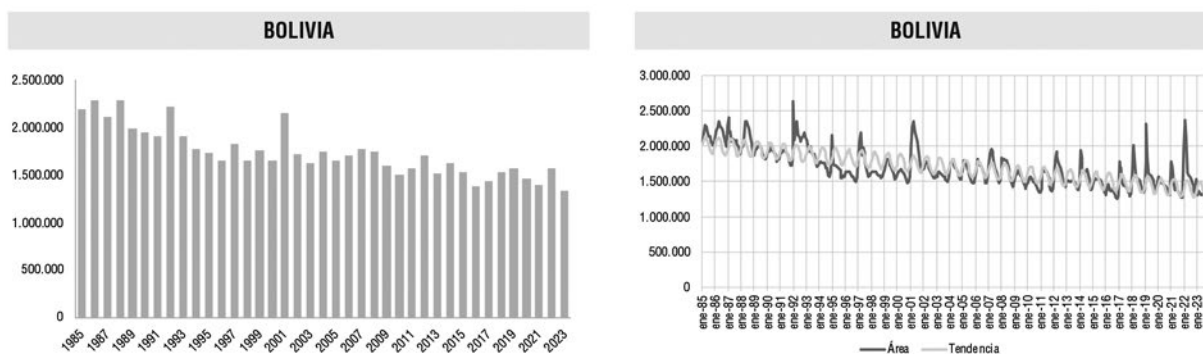 BOLIVIA
2.500.000
2.000.000
1.500.000
1.000.000
500.000
0
1985
1987
1989
1991
1993
1995
1997
1999
2001
2003
2005
2007
2009
2011
2013
2015
2017
2019
2021
2023
BOLIVIA
3.000.000
2.500.000
2.000.000
1.500.000
1.000.000
500.000
0
ene-85
ene-86
ene-87
ene-88
ene-89
ene-90
ene-91
ene-92
ene-93
ene-94
ene-95
ene-96
ene-97
ene-98
ene-99
ene-00
ene-01
ene-02
ene-03
ene-04
ene-05
ene-06
ene-07
ene-08
ene-09
ene-10
ene-11
ene-12
ene-13
ene-14
ene-15
ene-16
ene-17
ene-18
ene-19
ene-20
ene-21
ene-22
ene-23
Área Tendencia